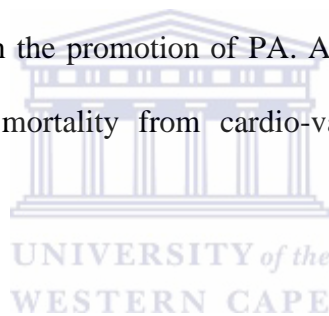 n the promotion of PA. A
mortality from cardio-va
UNIVERSITY of the
WESTERN CAPE